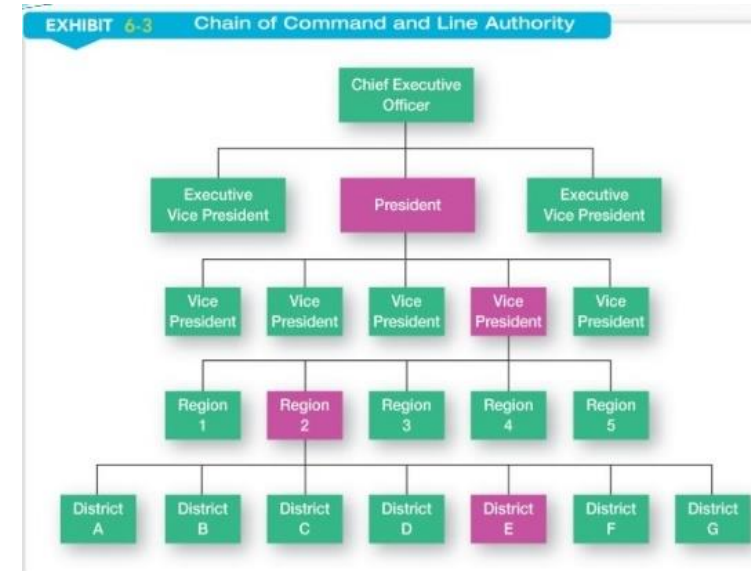 EXHIBIT 6-3 Chain of Command and Line Authority
Chief Executive
Officer
Executive
Vice President
President
Executive
Vice President
Vice
President
Vice
President
Vice
President
Vice
President
Vice
President
Region
1
Region
2
Region
3
Region
4
Region
5
District
A
District
B
District
C
District
D
District
E
District
F
District
G